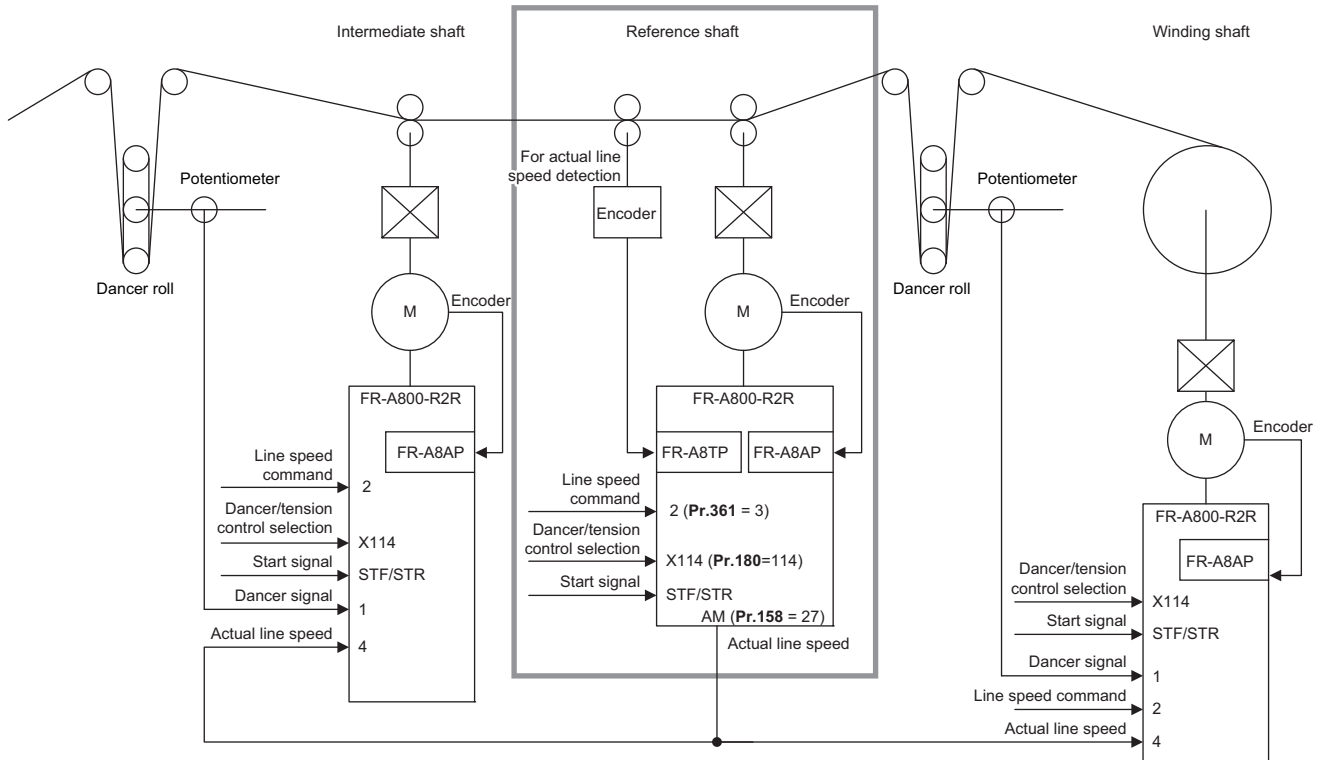 Intermediate shaft
Reference shaft
Winding shaft
For actual line
speed detection
Potentiometer
Encoder
Potentiometer
Dancer roll
Dancer roll
M
Encoder
M
Encoder
FR-A800-R2R
FR-A8AP
Line speed
command
2
Dancer/tension
control selection
X114
Start signal
STF/STR
Dancer signal
1
Actual line speed
4
FR-A800-R2R
FR-A8TP
FR-A8AP
Line speed
command
2 (Pr.361 = 3)
Dancer/tension
control selection
X114 (Pr.180=114)
Start signal
STF/STR
AM (Pr.158 = 27)
Actual line speed
M
Encoder
FR-A800-R2R
FR-A8AP
Dancer/tension
control selection
X114
Start signal
STF/STR
Dancer signal
1
Line speed command
2
Actual line speed
4